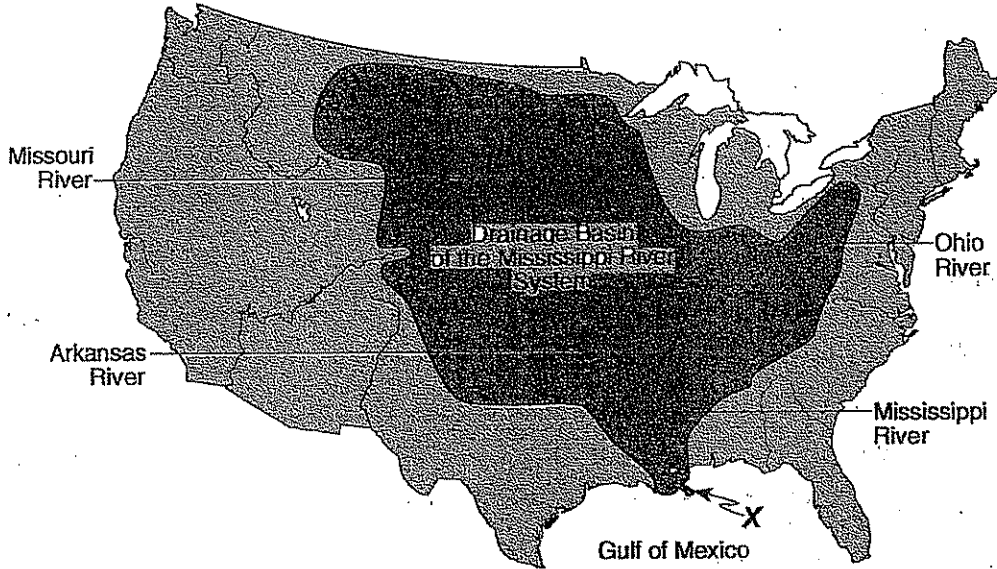 Missouri
River
Drainage Basin
of the Mississippi River
System
Ohio
River
Arkansas
River
Mississippi
River
X
Gulf of Mexico